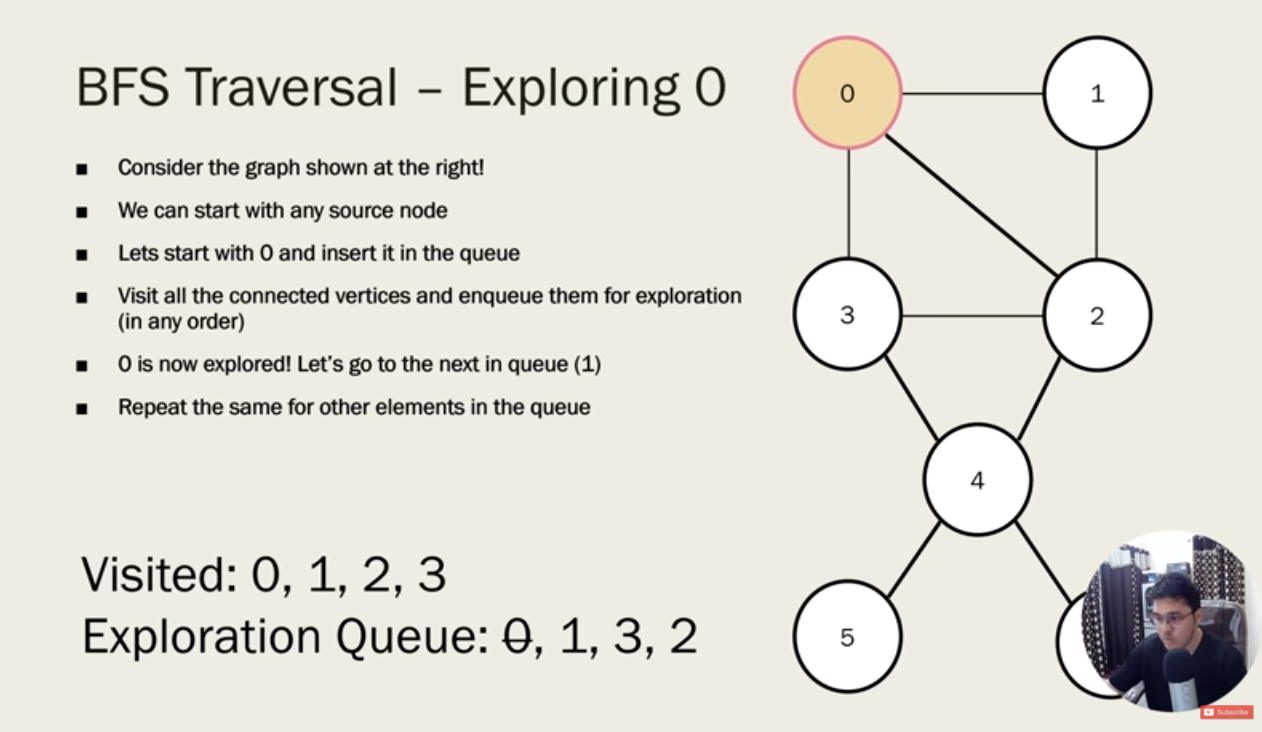 BFS Traversal – Exploring 0
■ Consider the graph shown at the right!
■ We can start with any source node
■ Lets start with 0 and insert it in the queue
■ Visit all the connected vertices and enqueue them for exploration
(in any order)
■ 0 is now explored! Let's go to the next in queue (1)
■ Repeat the same for other elements in the queue
Visited: 0, 1, 2, 3
Exploration Queue: 0, 1, 3, 2
0
1
3
2
4
5
Subscribe